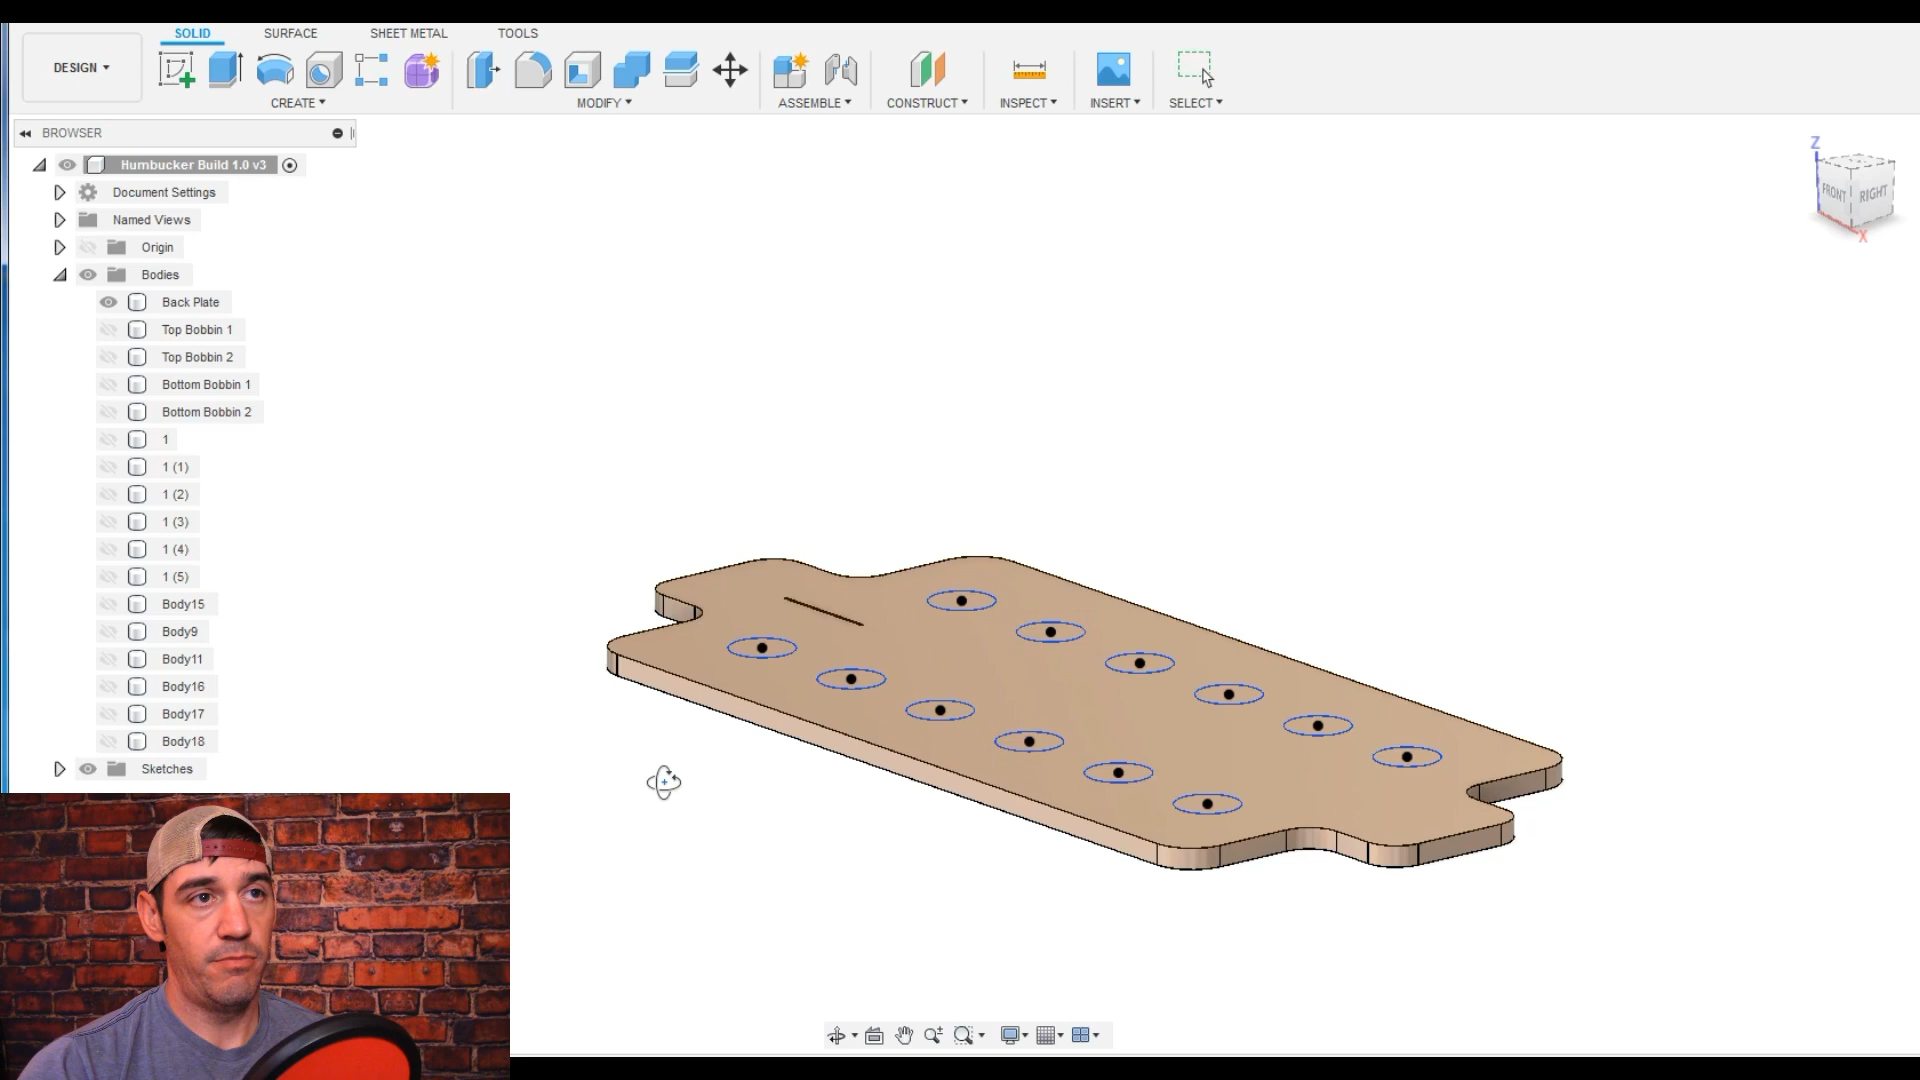 SOLID SURFACE SHEET METAL TOOLS
DESIGN
CREATE MODIFY ASSEMBLE CONSTRUCT INSPECT INSERT SELECT
BROWSER
Humbucker Build 1.0 v3
Document Settings
Named Views
Origin
Bodies
Back Plate
Top Bobbin 1
Top Bobbin 2
Bottom Bobbin 1
Bottom Bobbin 2
1
1 (1)
1 (2)
1 (3)
1 (4)
1 (5)
Body15
Body9
Body11
Body16
Body17
Body18
Sketches
Z
FRONT RIGHT
X